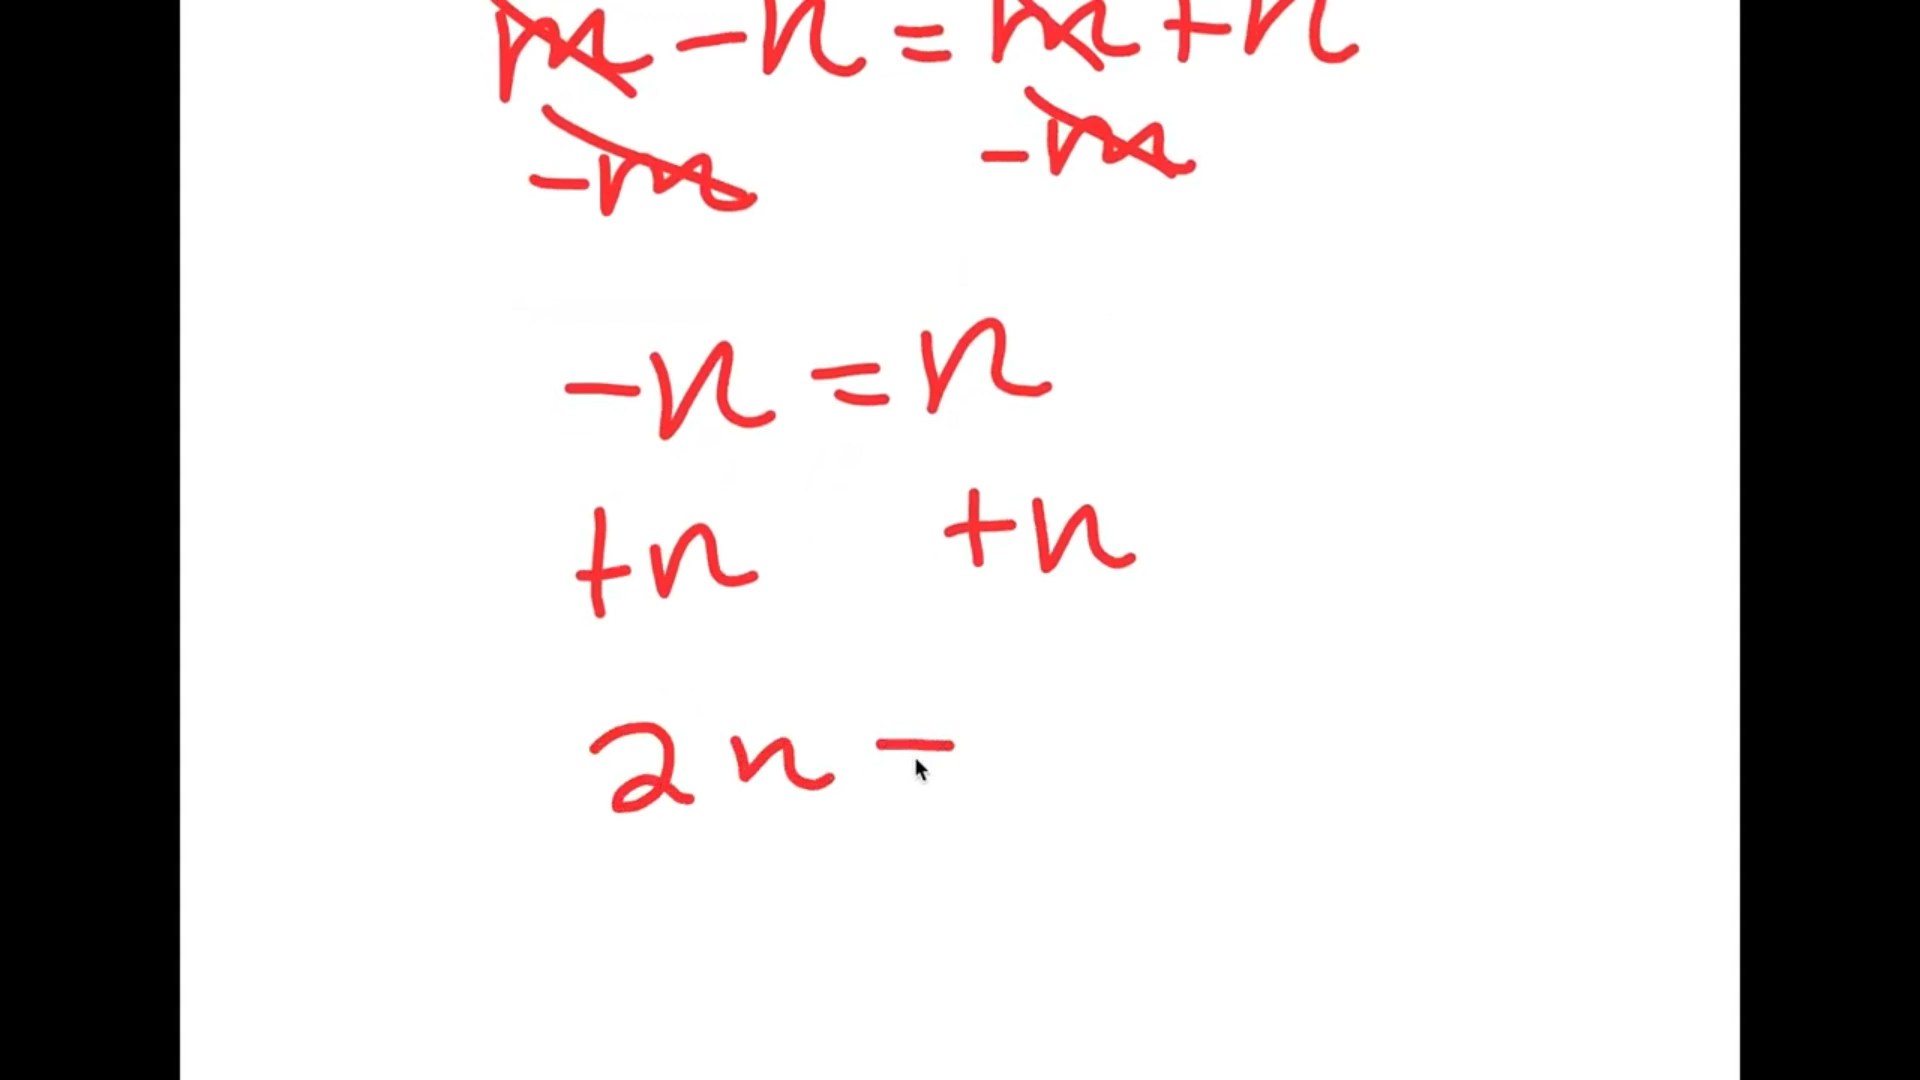 m - n = m + n
-m -m
-n = n
+n +n
2n -